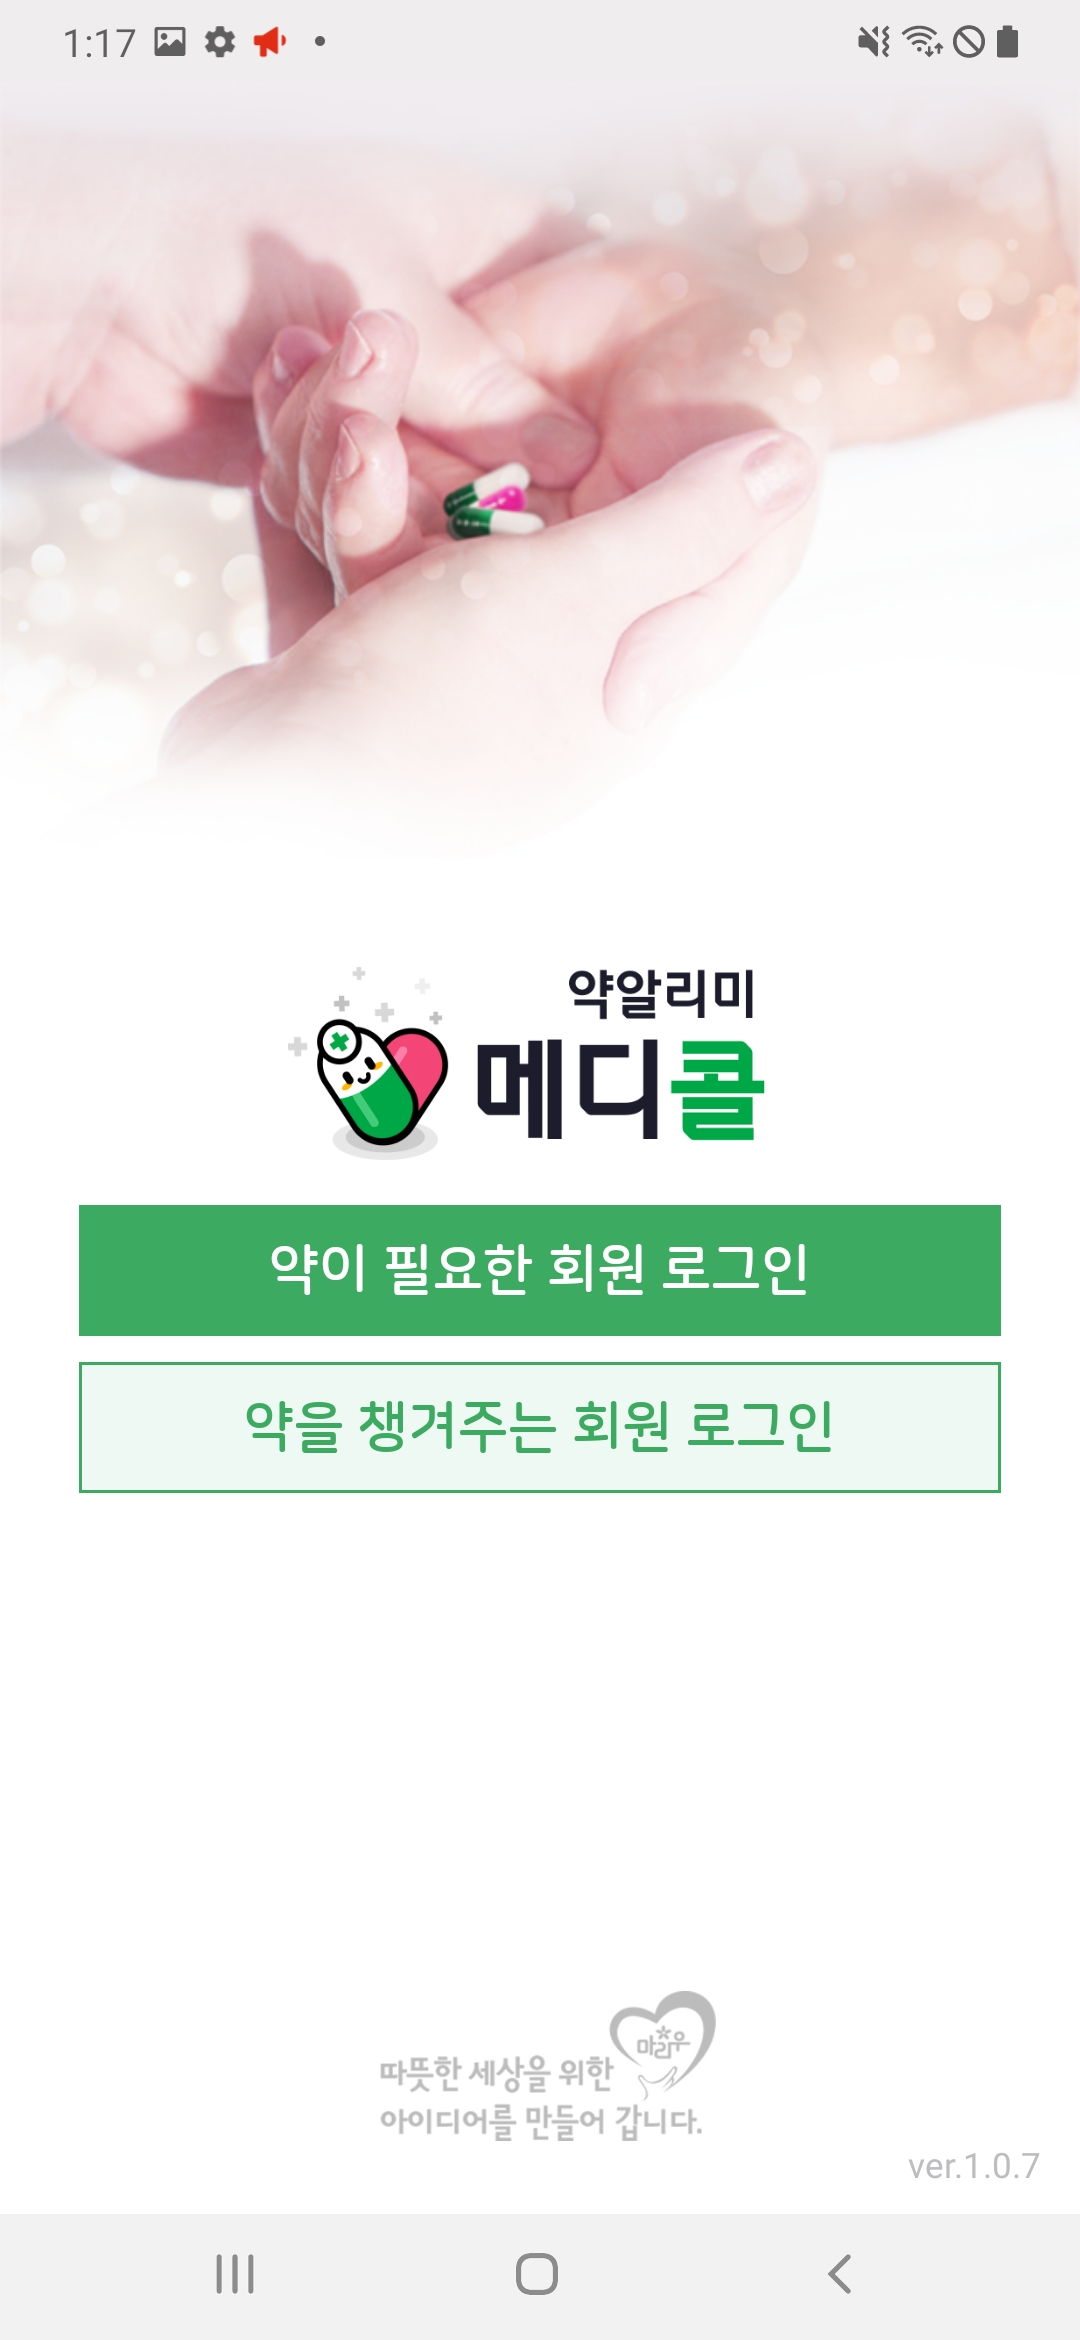 1:17
약알리미
메디콜
약이 필요한 회원 로그인
약을 챙겨주는 회원 로그인
마리우
따뜻한 세상을 위한
아이디어를 만들어 갑니다.
ver.1.0.7